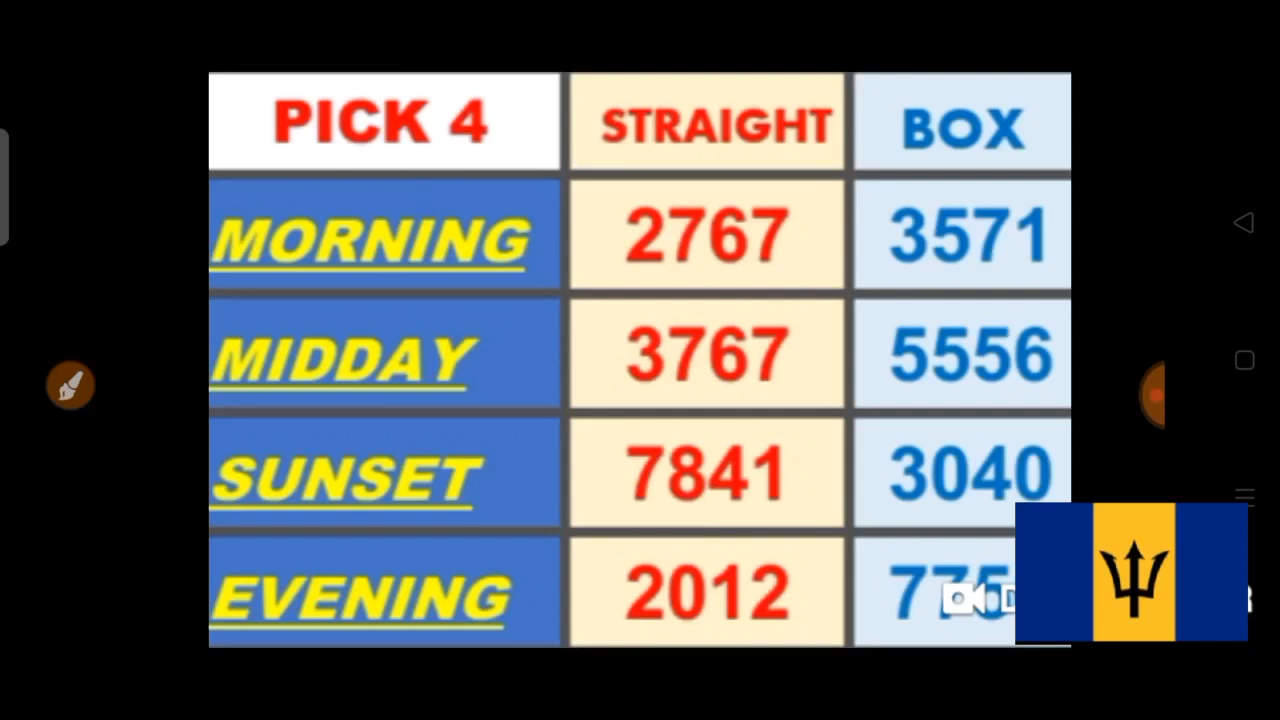 PICK 4 STRAIGHT BOX
MORNING 2767 3571
MIDDAY 3767 5556
SUNSET 7841 3040
EVENING 2012